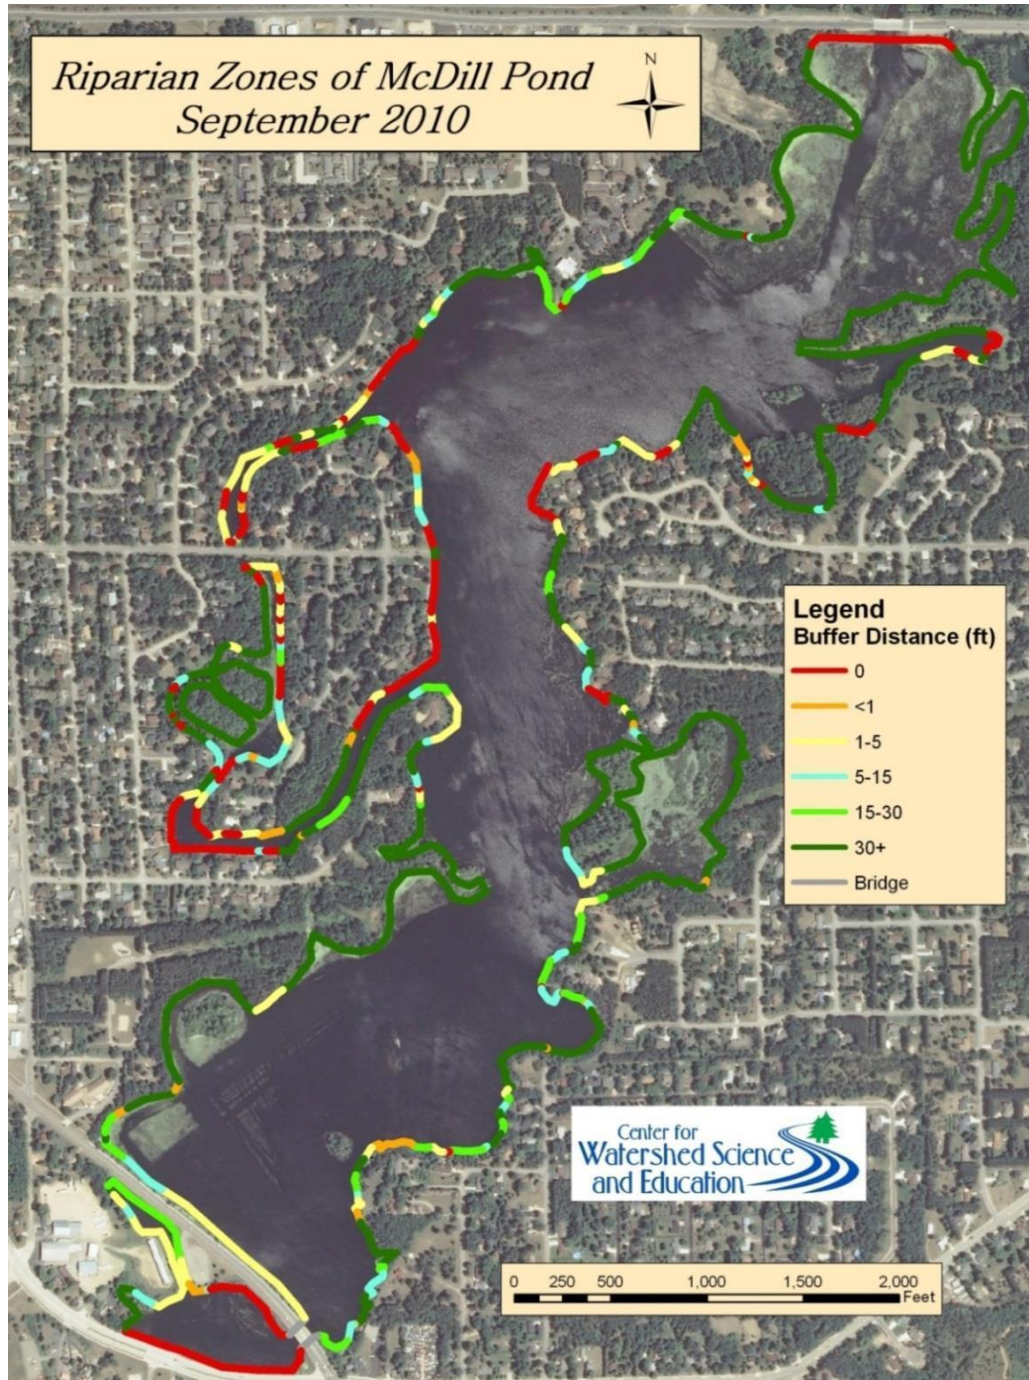 Riparian Zones of McDill Pond
September 2010
N
Legend
Buffer Distance (ft)
0
<1
1-5
5-15
15-30
30+
Bridge
Center for
Watershed Science
and Education
0 250 500 1,000 1,500 2,000
Feet